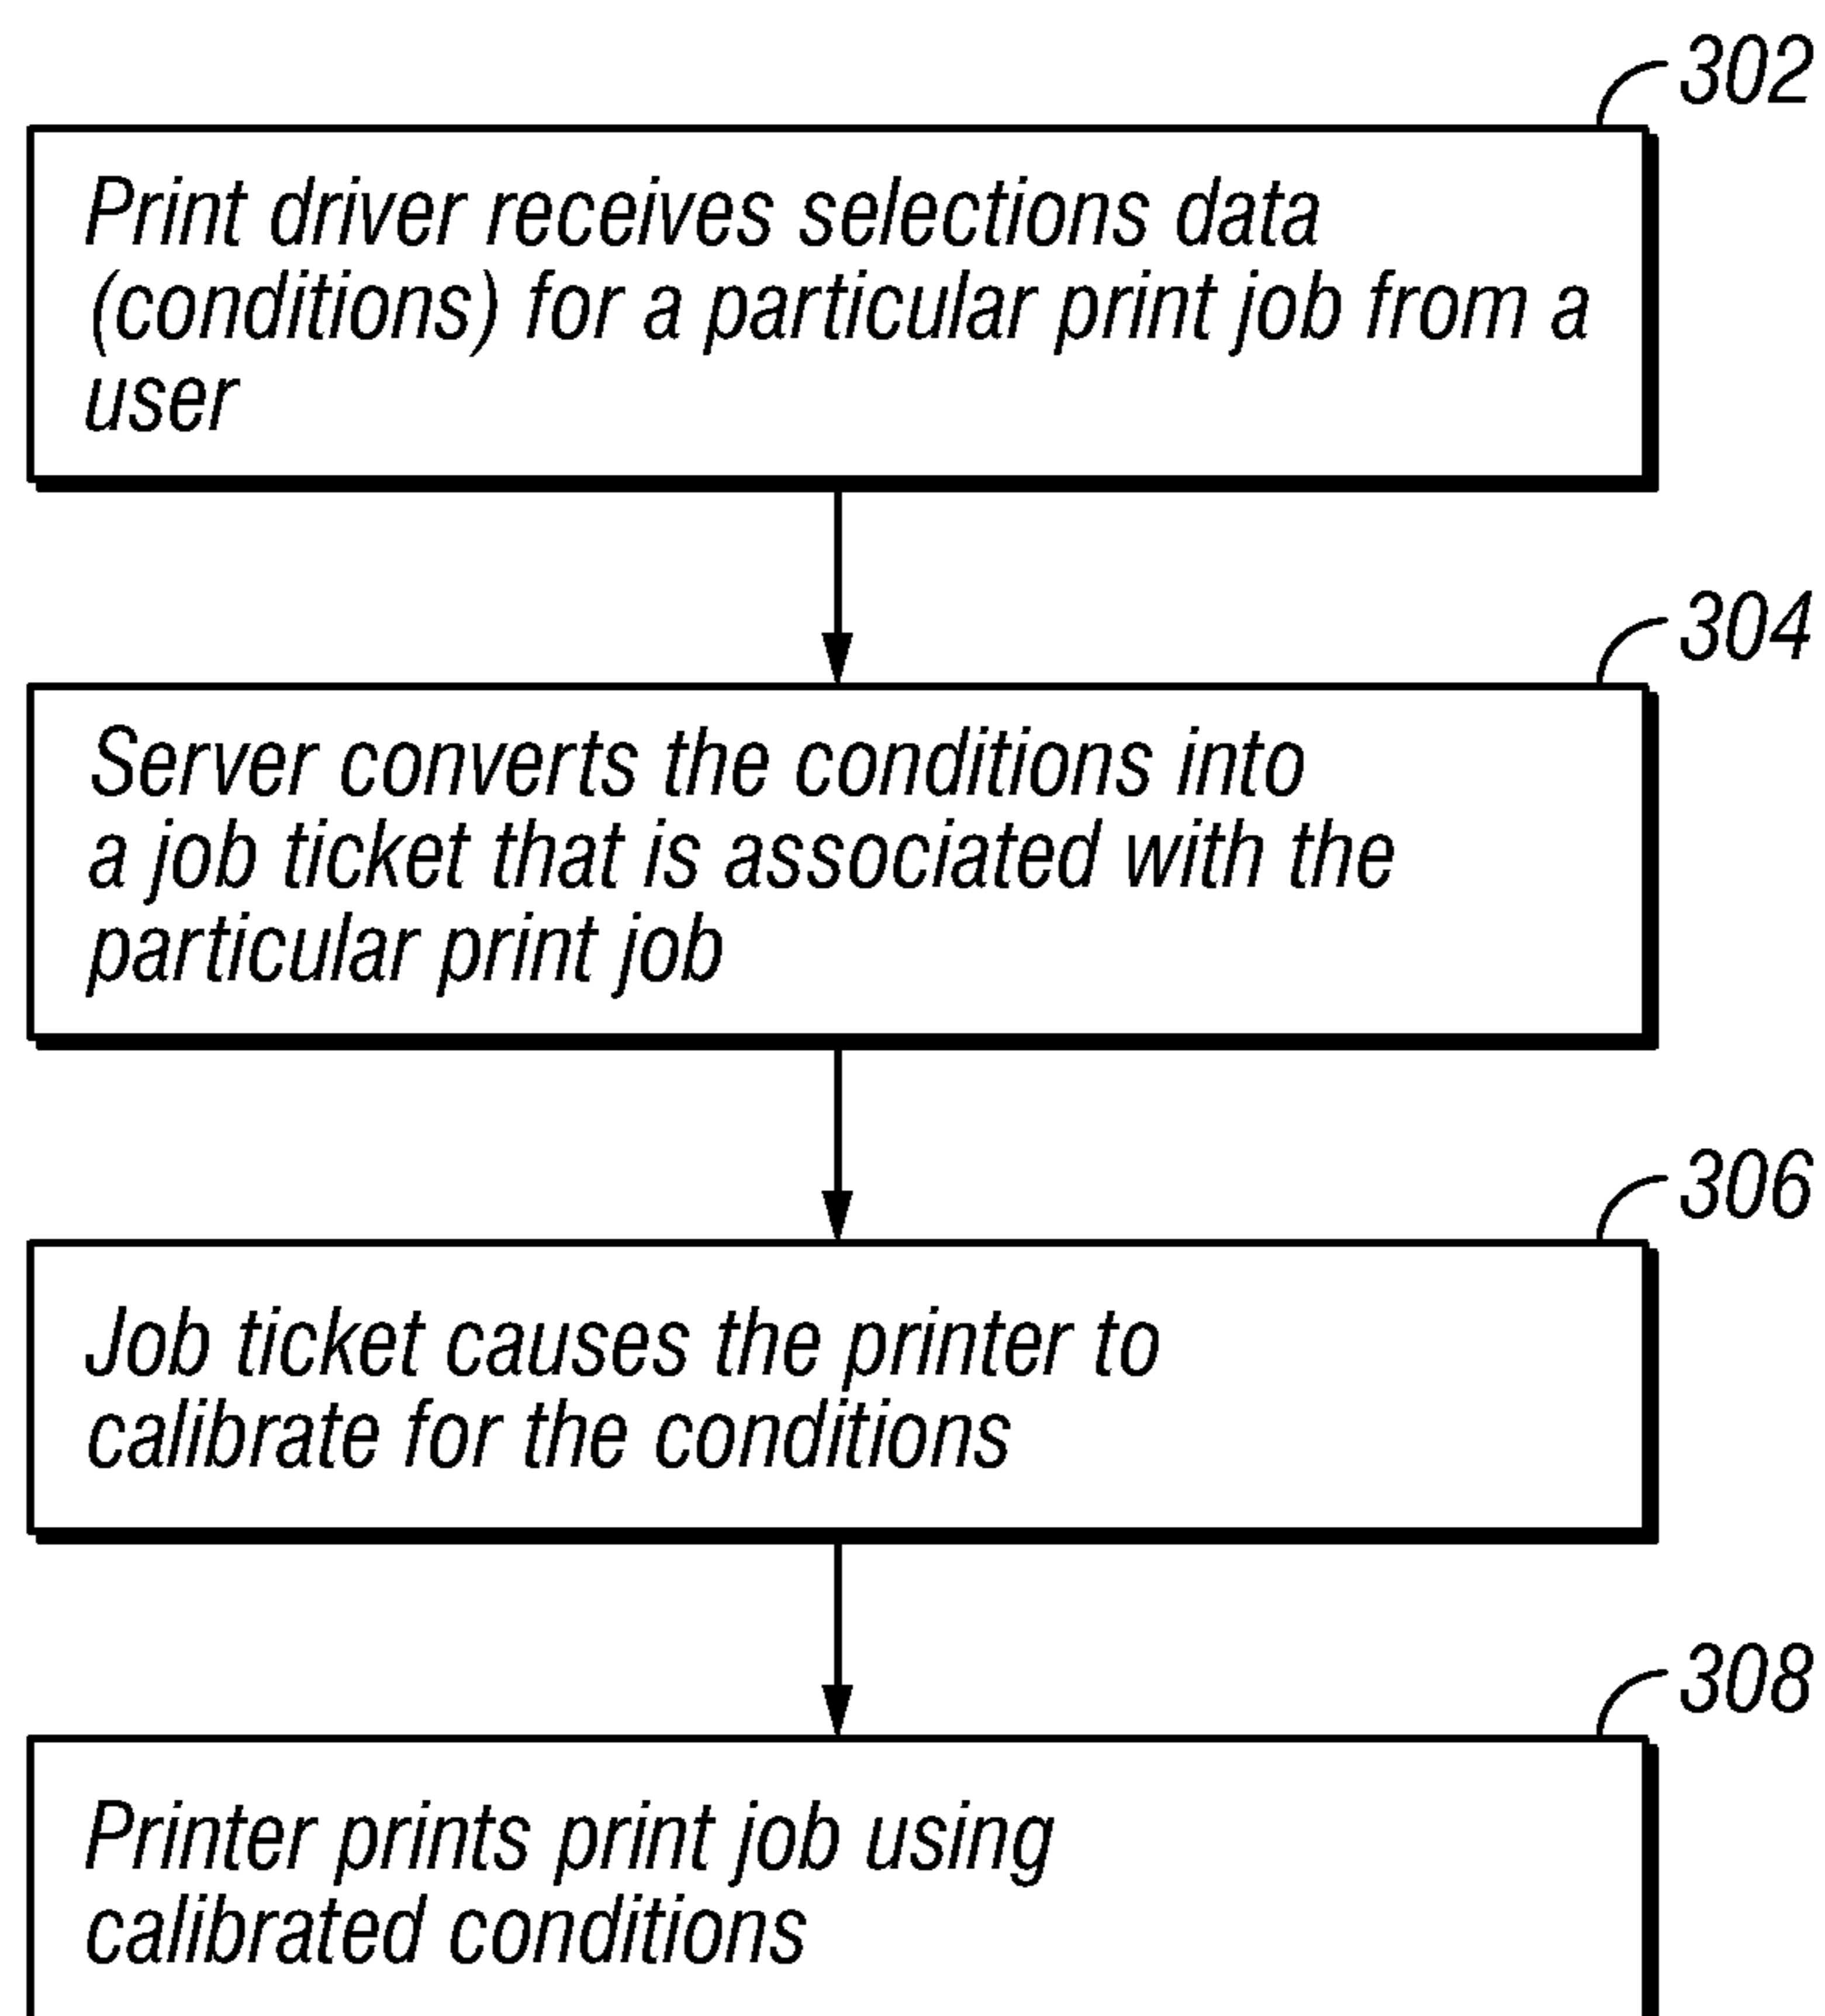 302
Print driver receives selections data
(conditions) for a particular print job from a
user
304
Server converts the conditions into
a job ticket that is associated with the
particular print job
306
Job ticket causes the printer to
calibrate for the conditions
308
Printer prints print job using
calibrated conditions